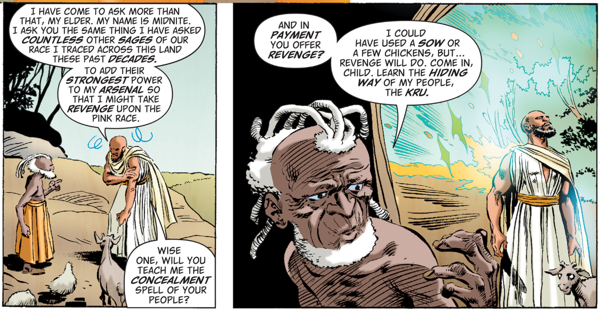 I HAVE COME TO ASK MORE THAN
THAT, MY ELDER. MY NAME IS MIDNITE.
I ASK YOU THE SAME THING I HAVE ASKED
COUNTLESS OTHER SAGES OF OUR
RACE I TRACED ACROSS THIS LAND
THESE PAST DECADES.
TO ADD THEIR
STRONGEST POWER
TO MY ARSENAL SO
THAT I MIGHT TAKE
REVENGE UPON THE
PINK RACE.
WISE
ONE, WILL YOU
TEACH ME THE
CONCEALMENT
SPELL OF YOUR
PEOPLE?
AND IN
PAYMENT
YOU OFFER
REVENGE?
I COULD
HAVE USED A SOW OR
A FEW CHICKENS, BUT...
REVENGE WILL DO. COME IN,
CHILD. LEARN THE HIDING
WAY OF MY PEOPLE,
THE KRU.